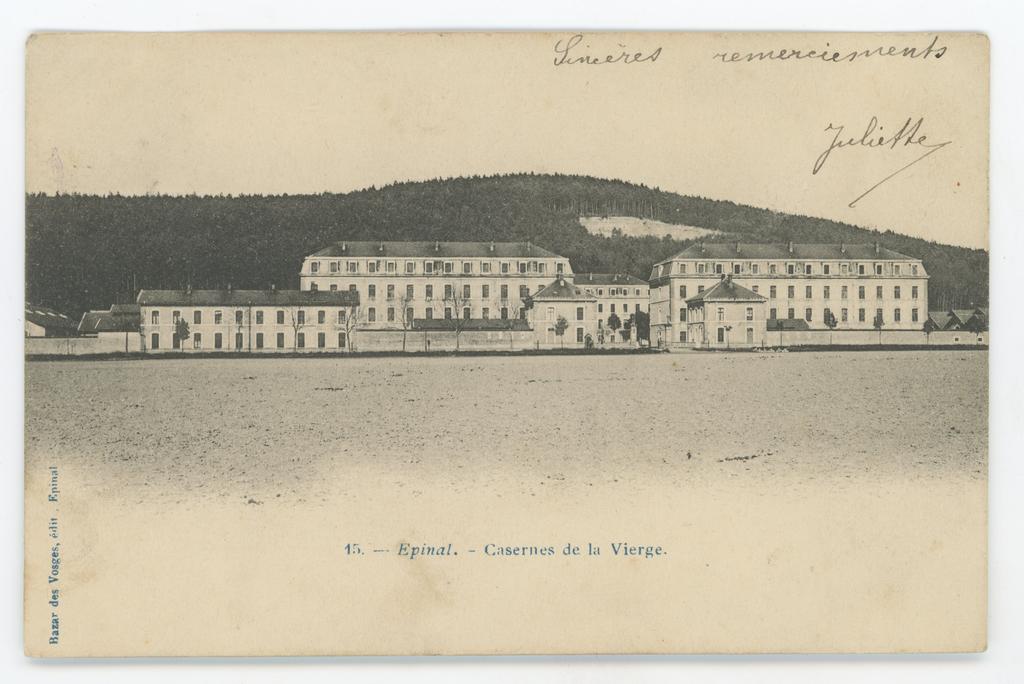 Sincères remerciements
Juliette
15. — Epinal. - Casernes de la Vierge.
Bazar des Vosges, édit. Epinal